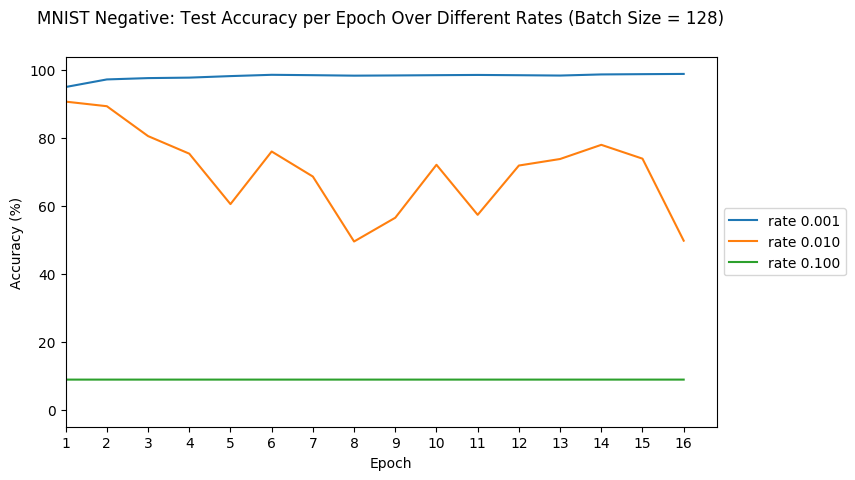 MNIST Negative: Test Accuracy per Epoch Over Different Rates (Batch Size = 128)
Accuracy (%)
100
80
60
40
20
0
1 2 3 4 5 6 7 8 9 10 11 12 13 14 15 16
Epoch
rate 0.001
rate 0.010
rate 0.100